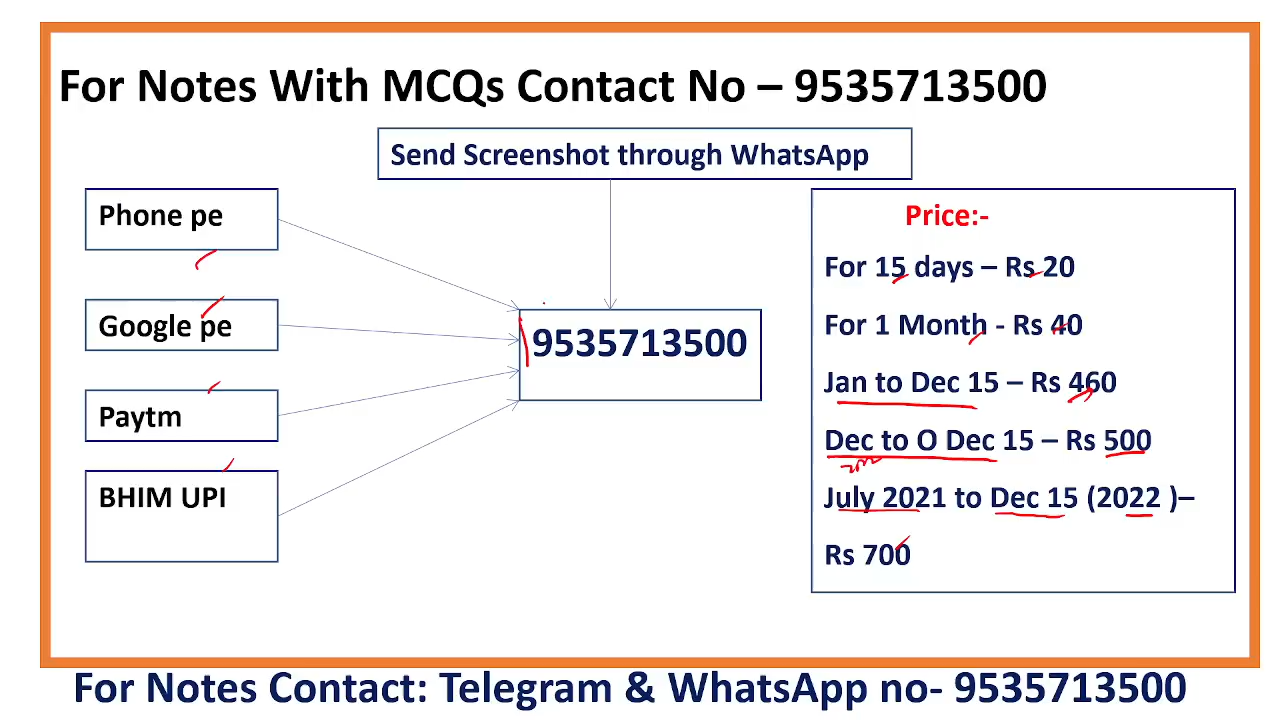 For Notes With MCQs Contact No – 9535713500
Send Screenshot through WhatsApp
Phone pe
Google pe
Paytm
BHIM UPI
9535713500
Price:-
For 15 days – Rs 20
For 1 Month - Rs 40
Jan to Dec 15 – Rs 460
Dec to O Dec 15 – Rs 500
July 2021 to Dec 15 (2022 )–
Rs 700
For Notes Contact: Telegram & WhatsApp no- 9535713500